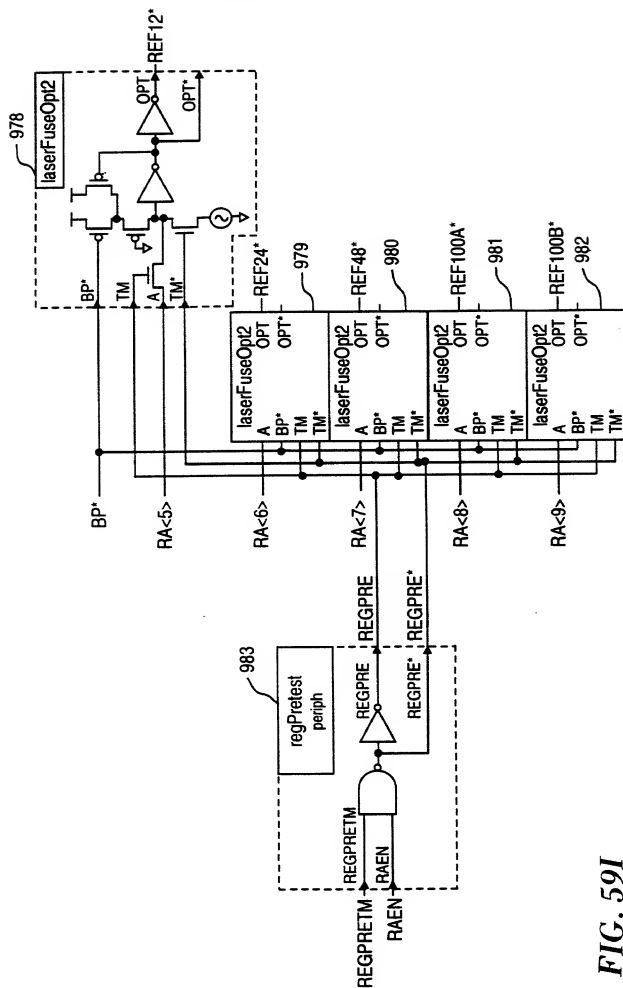 978
laserFuseOpt2
BP*
TM
A
TM*
OPT
REF12*
OPT*
BP*
RA<5>
RA<6>
A
BP*
TM
TM*
laserFuseOpt2
OPT
OPT*
REF24*
979
RA<7>
A
BP*
TM
TM*
laserFuseOpt2
OPT
OPT*
REF48*
980
RA<8>
A
BP*
TM
TM*
laserFuseOpt2
OPT
OPT*
REF100A*
981
RA<9>
A
BP*
TM
TM*
laserFuseOpt2
OPT
OPT*
REF100B*
982
983
regPretest
periph
REGPRETM
REGPRETM
RAEN
RAEN
REGPRE
REGPRE
REGPRE*
REGPRE*
FIG. 59I